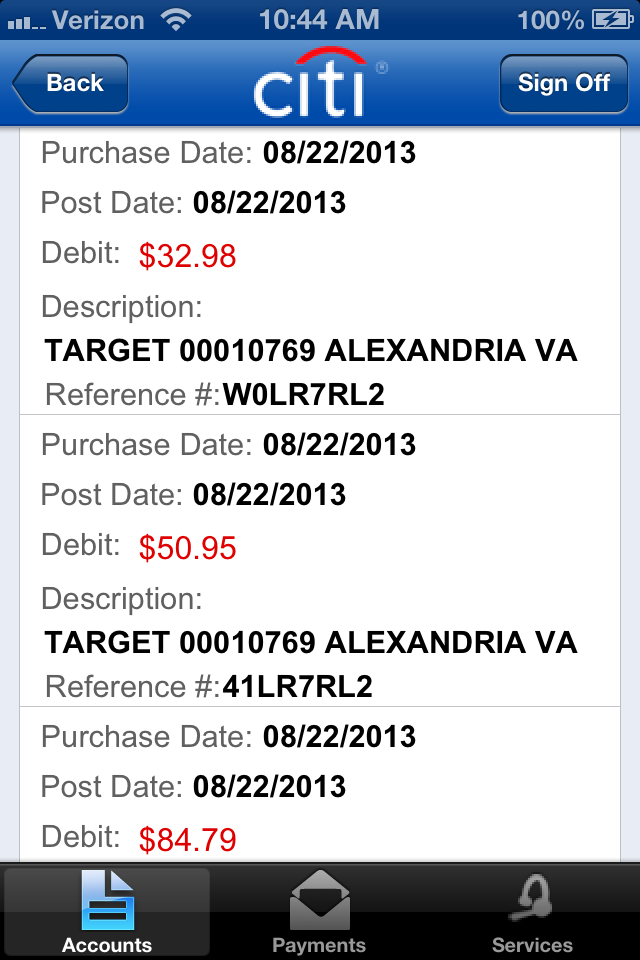 Verizon 10:44 AM 100%
Back citi ® Sign Off
Purchase Date: 08/22/2013
Post Date: 08/22/2013
Debit: $32.98
Description:
TARGET 00010769 ALEXANDRIA VA
Reference #:W0LR7RL2
Purchase Date: 08/22/2013
Post Date: 08/22/2013
Debit: $50.95
Description:
TARGET 00010769 ALEXANDRIA VA
Reference #:41LR7RL2
Purchase Date: 08/22/2013
Post Date: 08/22/2013
Debit: $84.79
Accounts Payments Services